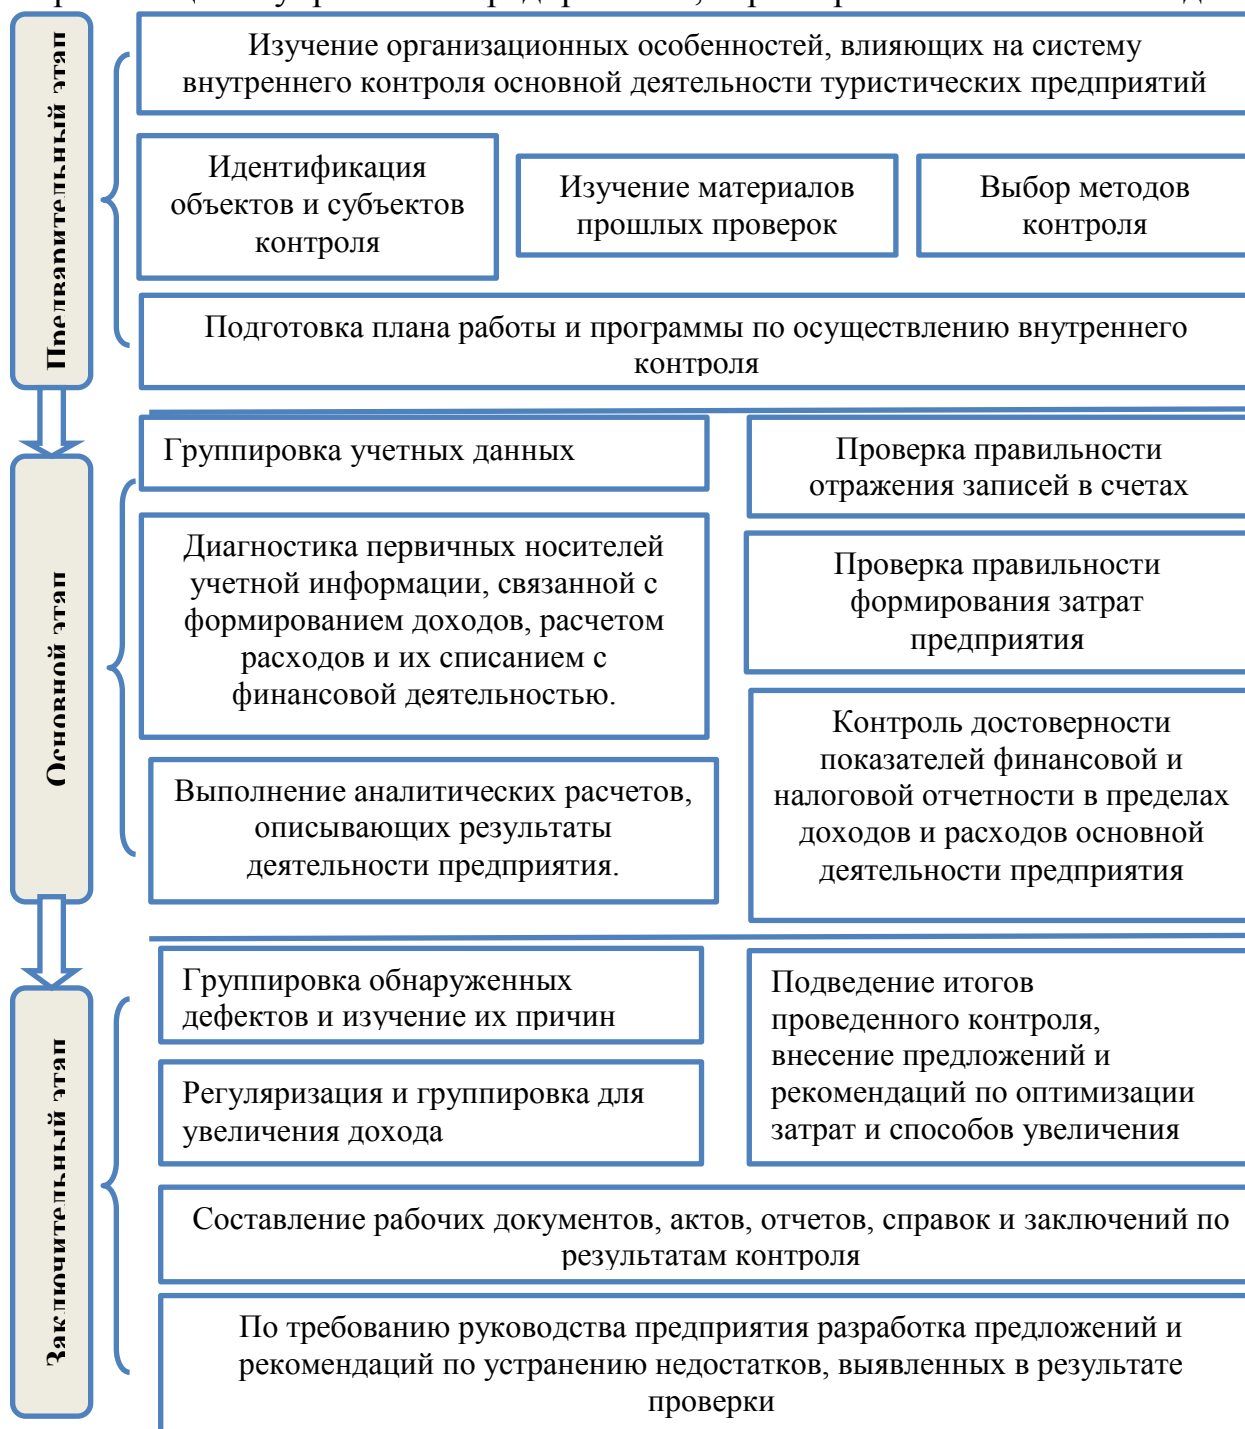 Предварительный этап
Изучение организационных особенностей, влияющих на систему
внутреннего контроля основной деятельности туристических предприятий
Идентификация
объектов и субъектов
контроля
Изучение материалов
прошлых проверок
Выбор методов
контроля
Подготовка плана работы и программы по осуществлению внутреннего
контроля
Основной этап
Группировка учетных данных
Диагностика первичных носителей
учетной информации, связанной с
формированием доходов, расчетом
расходов и их списанием с
финансовой деятельностью.
Выполнение аналитических расчетов,
описывающих результаты
деятельности предприятия.
Проверка правильности
отражения записей в счетах
Проверка правильности
формирования затрат
предприятия
Контроль достоверности
показателей финансовой и
налоговой отчетности в пределах
доходов и расходов основной
деятельности предприятия
Заключительный этап
Группировка обнаруженных
дефектов и изучение их причин
Регуляризация и группировка для
увеличения дохода
Подведение итогов
проведенного контроля,
внесение предложений и
рекомендаций по оптимизации
затрат и способов увеличения
Составление рабочих документов, актов, отчетов, справок и заключений по
результатам контроля
По требованию руководства предприятия разработка предложений и
рекомендаций по устранению недостатков, выявленных в результате
проверки